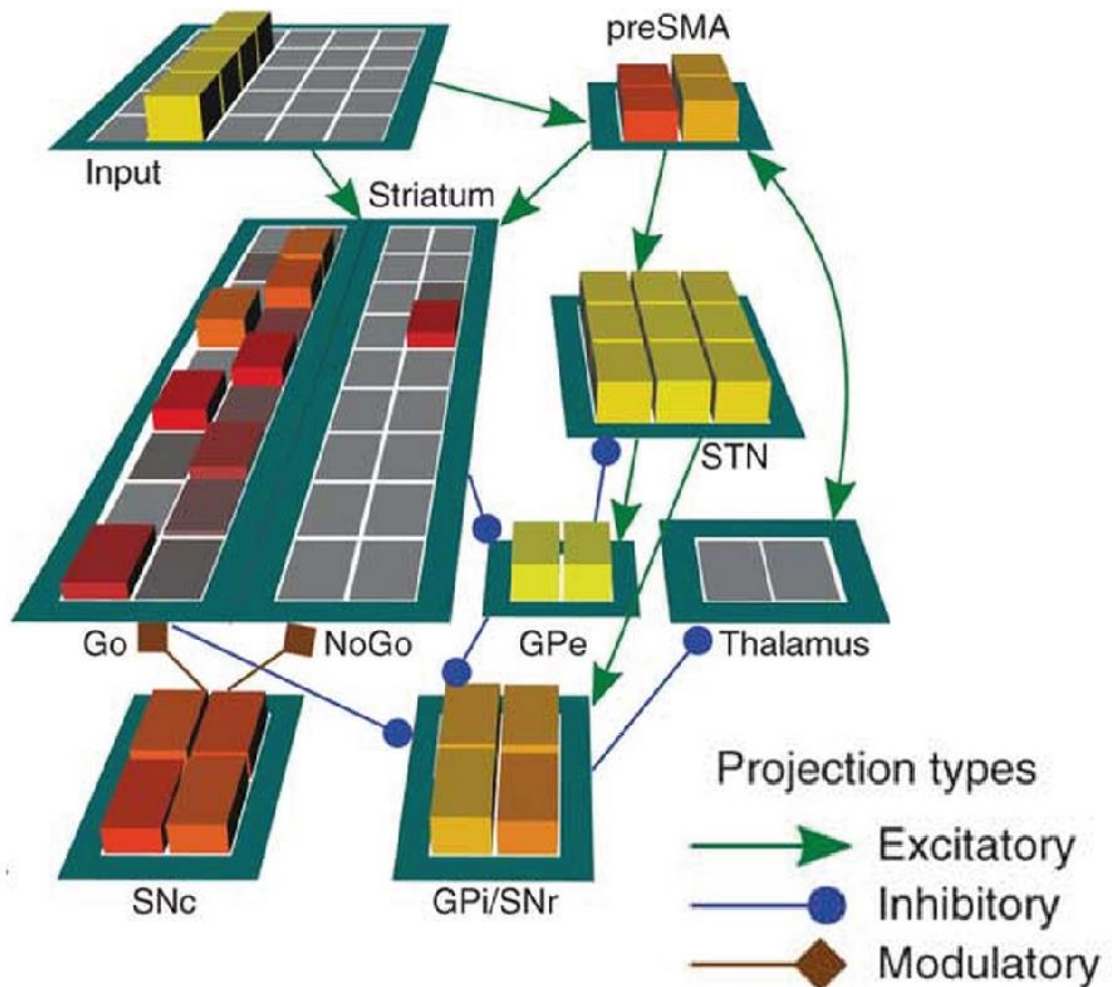 preSMA
Input
Striatum
STN
Go
NoGo
GPe
Thalamus
SNc
GPi/SNr
Projection types
Excitatory
Inhibitory
Modulatory